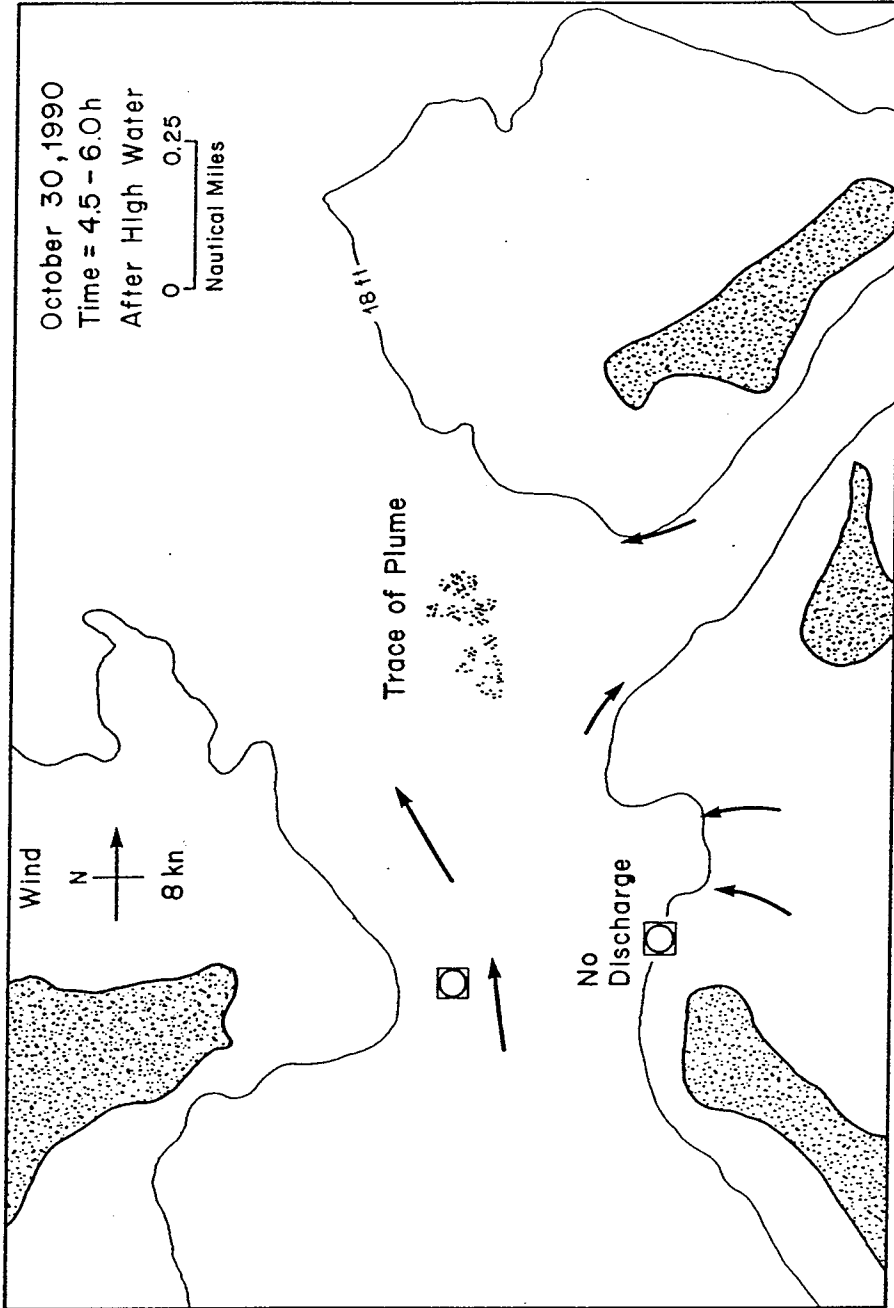 October 30, 1990
Time = 4.5 - 6.0 h
After High Water
0 0.25
Nautical Miles
Wind
N
8 kn
18 ft
Trace of Plume
No
Discharge